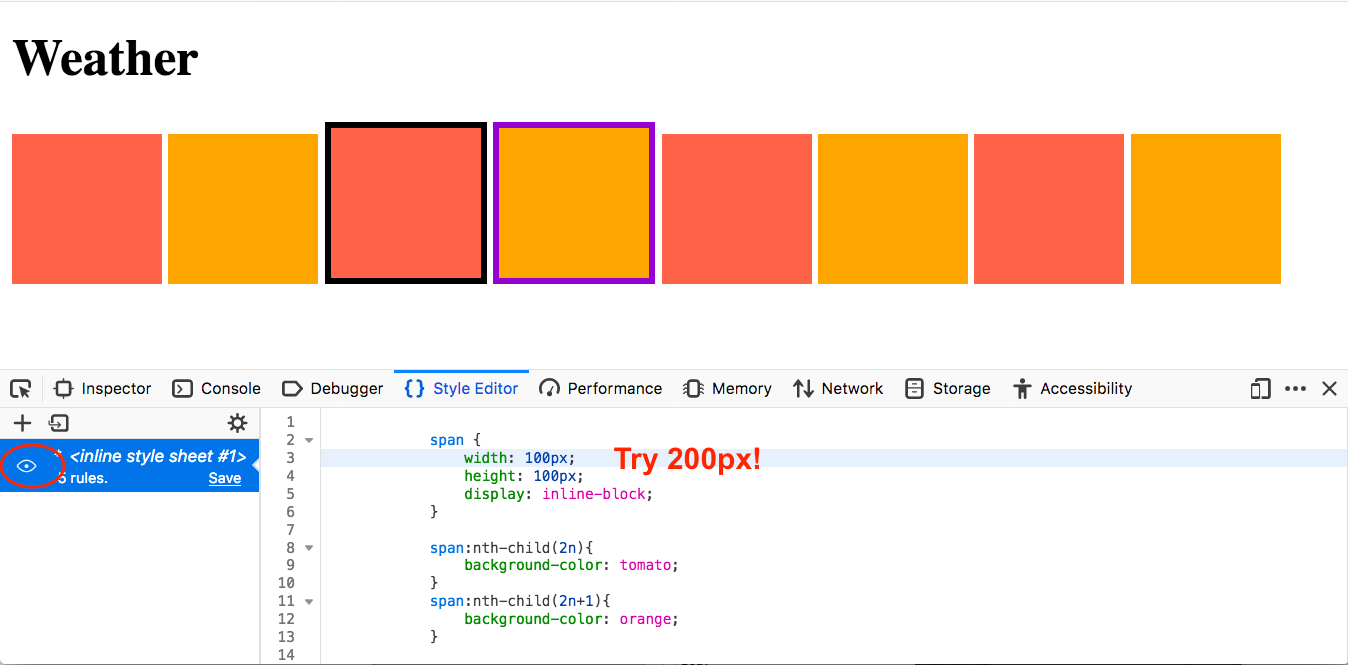 Weather
Inspector Console Debugger {} Style Editor Performance Memory Network Storage Accessibility
* <inline style sheet #1>
5 rules. Save
1
2 span {
3 width: 100px; Try 200px!
4 height: 100px;
5 display: inline-block;
6 }
7
8 span:nth-child(2n){
9 background-color: tomato;
10 }
11 span:nth-child(2n+1){
12 background-color: orange;
13 }
14